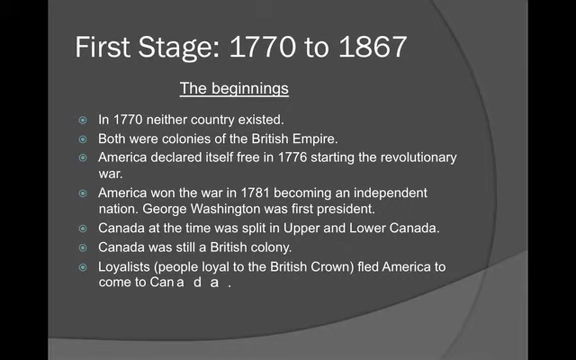 First Stage: 1770 to 1867
The beginnings
In 1770 neither country existed.
Both were colonies of the British Empire.
America declared itself free in 1776 starting the revolutionary
war.
America won the war in 1781 becoming an independent
nation. George Washington was first president.
Canada at the time was split in Upper and Lower Canada.
Canada was still a British colony.
Loyalists (people loyal to the British Crown) fled America to
come to Can a d a .